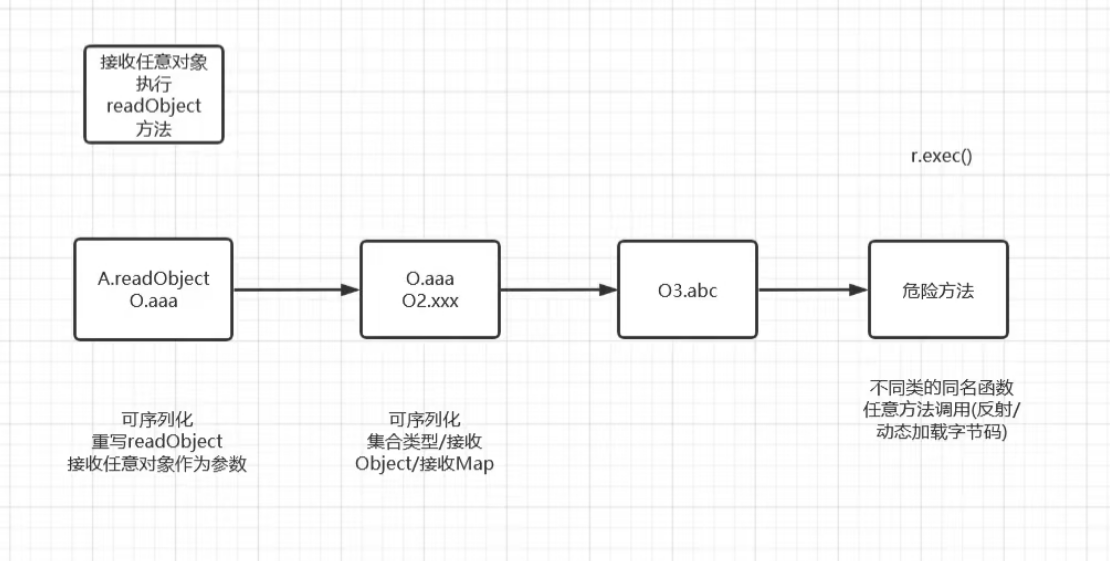 接收任意对象
执行
readObject
方法
r.exec()
A.readObject
O.aaa
O.aaa
O2.xxx
O3.abc
危险方法
可序列化
重写readObject
接收任意对象作为参数
可序列化
集合类型/接收
Object/接收Map
不同类的同名函数
任意方法调用(反射/
动态加载字节码)